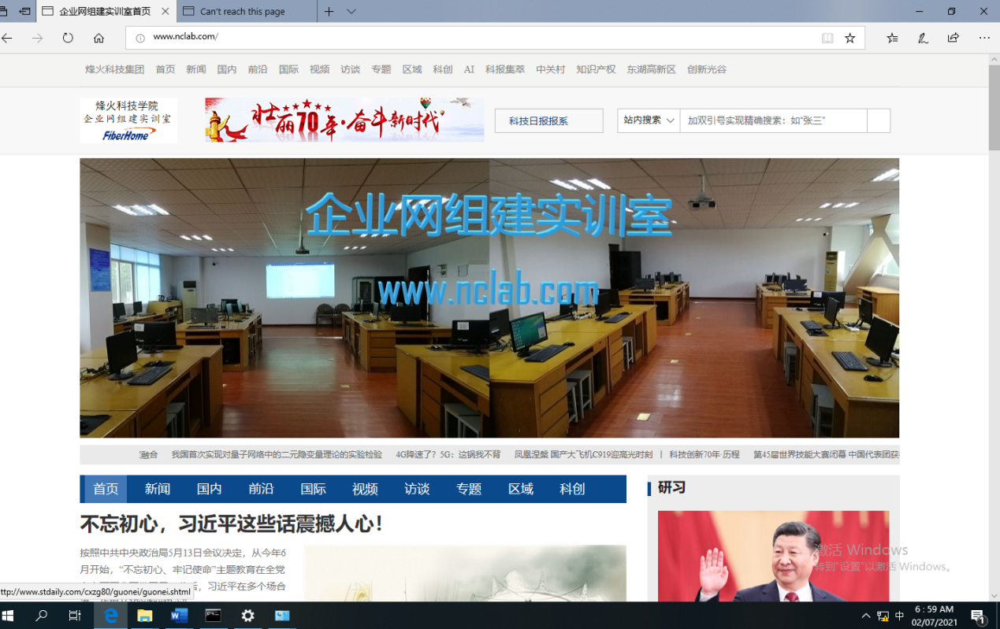 企业网组建实训室首页
Can't reach this page
www.nclab.com/
烽火科技集团 首页 新闻 国内 前沿 国际 视频 访谈 专题 区域 科创 AI 科报集萃 中关村 知识产权 东湖高新区 创新光谷
烽火科技学院
企业网组建实训室
FiberHome
壮丽70年·奋斗新时代
科技日报报系
站内搜索
加双引号实现精确搜索:如“张三”
企业网组建实训室
www.nclab.com
融合 我国首次实现对量子网络中的二元隐变量理论的实验检验 4G降速了?5G:这锅我不背 凤凰涅槃 国产大飞机C919迎高光时刻 | 科技创新70年·历程 第45届世界技能大赛闭幕 中国代表团获
首页 新闻 国内 前沿 国际 视频 访谈 专题 区域 科创
研习
不忘初心,习近平这些话震撼人心!
按照中共中央政治局5月13日会议决定,从今年6
月开始,“不忘初心、牢记使命”主题教育在全党
,习近平在多个场合
激活 Windows
转到“设置”以激活 Windows。
ttp://www.stdaily.com/cxzg80/guonei/guonei.shtml
中
6:59 AM
02/07/2021
1